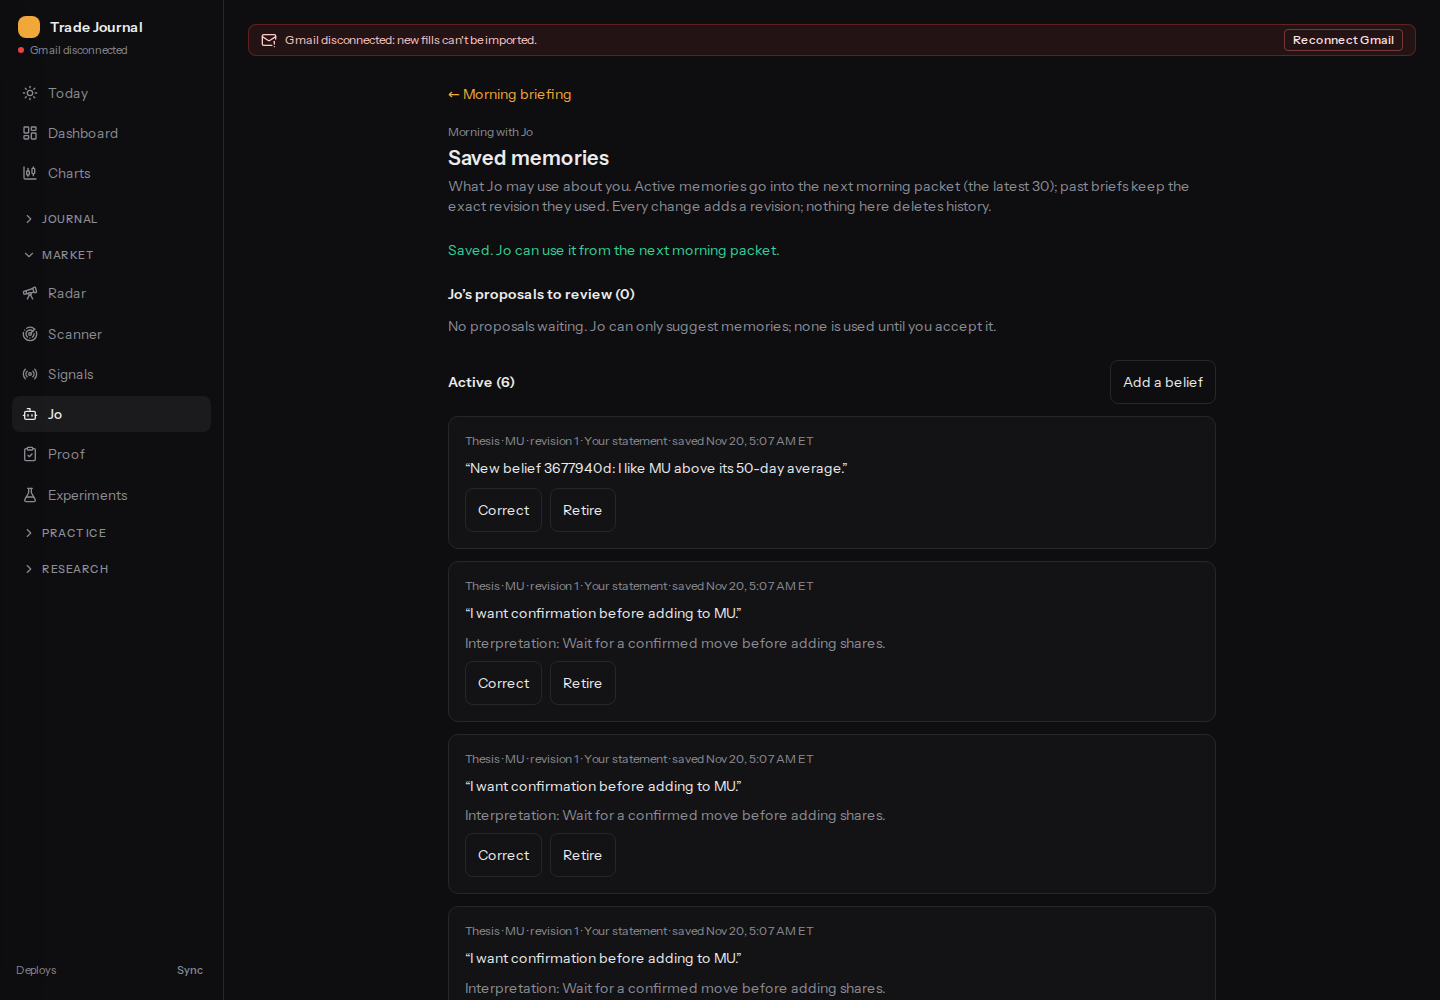 Trade Journal
Gmail disconnected
Today
Dashboard
Charts
JOURNAL
MARKET
Radar
Scanner
Signals
Jo
Proof
Experiments
PRACTICE
RESEARCH
Deploys
Sync
Gmail disconnected: new fills can't be imported.
Reconnect Gmail
← Morning briefing
Morning with Jo
Saved memories
What Jo may use about you. Active memories go into the next morning packet (the latest 30); past briefs keep the
exact revision they used. Every change adds a revision; nothing here deletes history.
Saved. Jo can use it from the next morning packet.
Jo’s proposals to review (0)
No proposals waiting. Jo can only suggest memories; none is used until you accept it.
Active (6)
Add a belief
Thesis · MU · revision 1 · Your statement · saved Nov 20, 5:07 AM ET
“New belief 3677940d: I like MU above its 50-day average.”
Correct
Retire
Thesis · MU · revision 1 · Your statement · saved Nov 20, 5:07 AM ET
“I want confirmation before adding to MU.”
Interpretation: Wait for a confirmed move before adding shares.
Correct
Retire
Thesis · MU · revision 1 · Your statement · saved Nov 20, 5:07 AM ET
“I want confirmation before adding to MU.”
Interpretation: Wait for a confirmed move before adding shares.
Correct
Retire
Thesis · MU · revision 1 · Your statement · saved Nov 20, 5:07 AM ET
“I want confirmation before adding to MU.”
Interpretation: Wait for a confirmed move before adding shares.